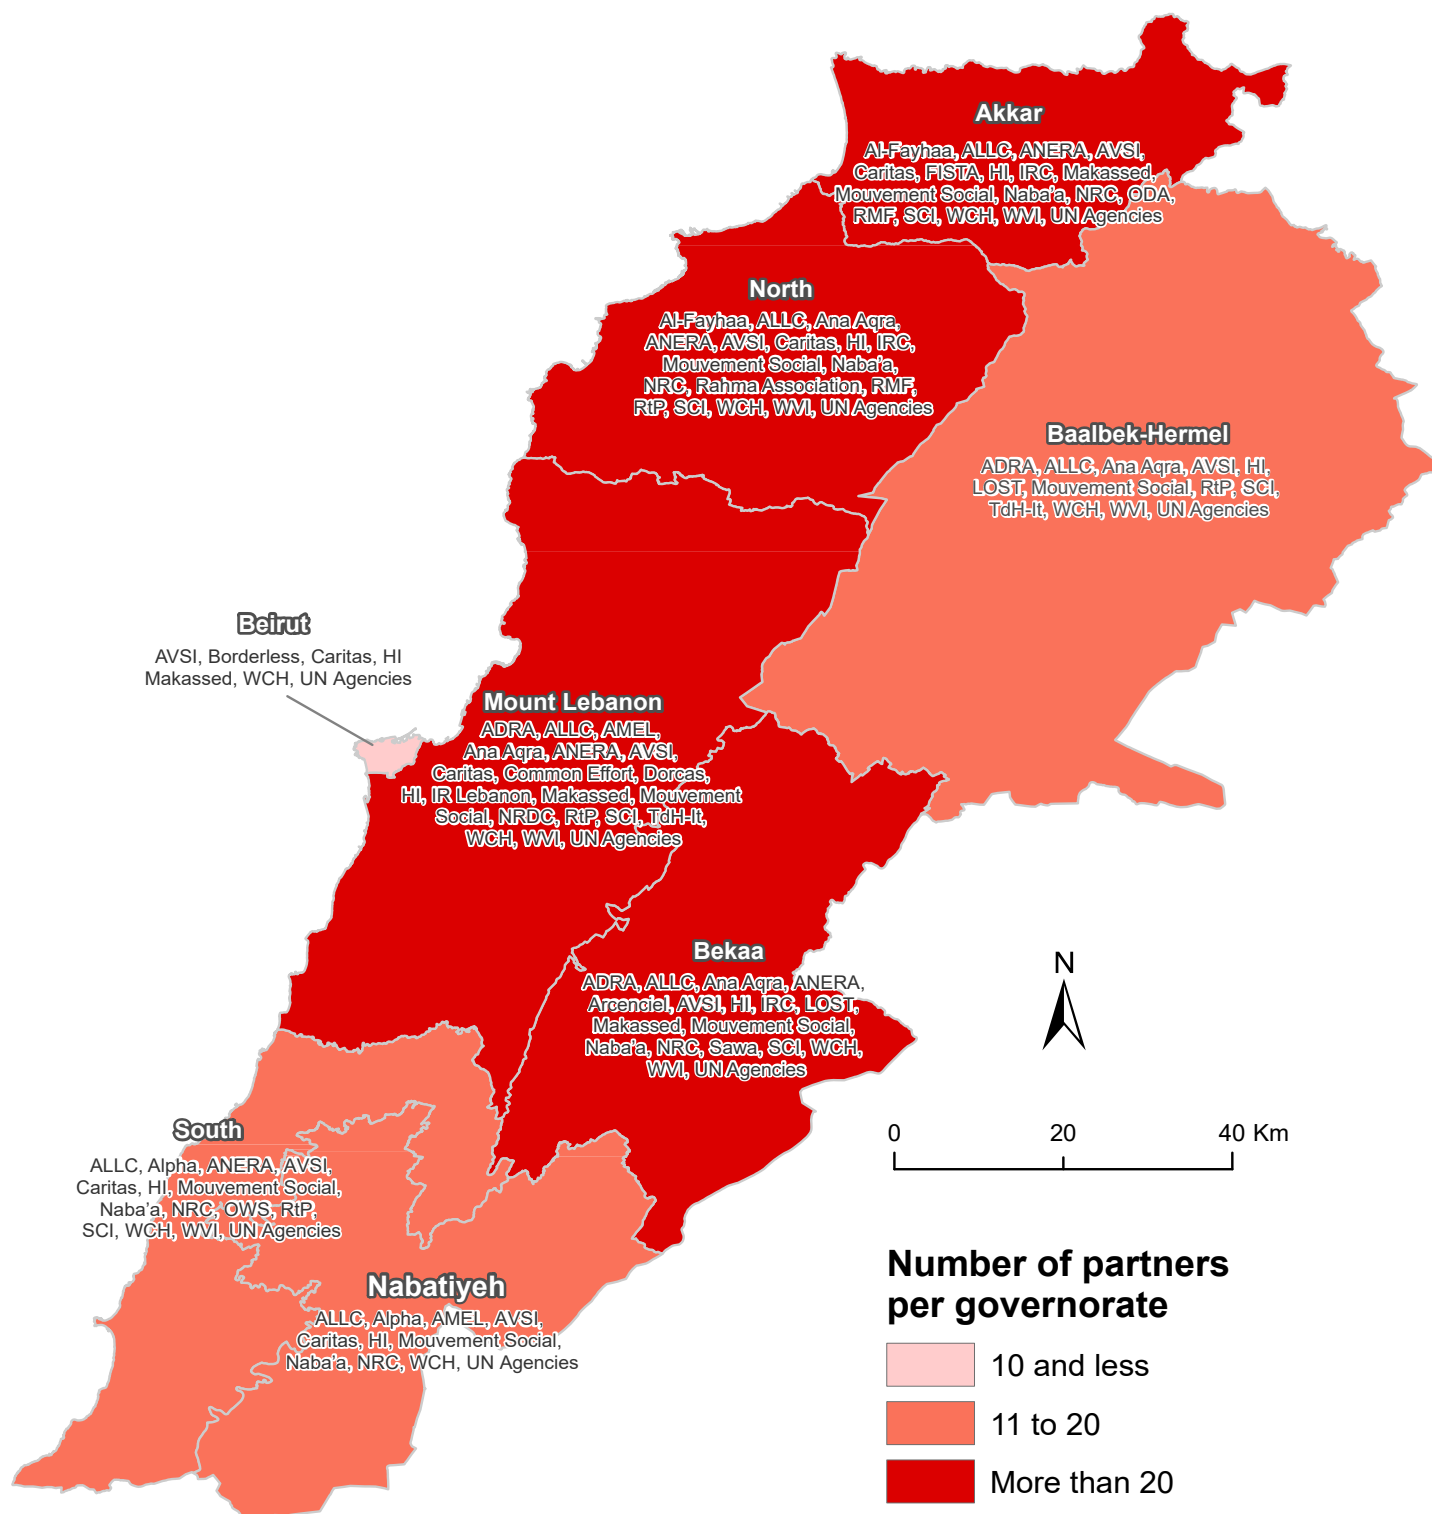 Akkar
Al-Fayhaa, ALLC, ANERA, AVSI,
Caritas, FISTA, HI, IRC, Makassed,
Mouvement Social, Naba'a, NRC, ODA,
RMF, SCI, WCH, WVI, UN Agencies
North
Al-Fayhaa, ALLC, Ana Aqra,
ANERA, AVSI, Caritas, HI, IRC,
Mouvement Social, Naba'a,
NRC, Rahma Association, RMF,
RtP, SCI, WCH, WVI, UN Agencies
Baalbek-Hermel
ADRA, ALLC, Ana Aqra, AVSI, HI,
LOST, Mouvement Social, RtP, SCI,
TdH-It, WCH, WVI, UN Agencies
Beirut
AVSI, Borderless, Caritas, HI
Makassed, WCH, UN Agencies
Mount Lebanon
ADRA, ALLC, AMEL,
Ana Aqra, ANERA, AVSI,
Caritas, Common Effort, Dorcas,
HI, IR Lebanon, Makassed, Mouvement
Social, NRDC, RtP, SCI, TdH-It,
WCH, WVI, UN Agencies
Bekaa
ADRA, ALLC, Ana Aqra, ANERA,
Arcenciel, AVSI, HI, IRC, LOST,
Makassed, Mouvement Social,
Naba'a, NRC, Sawa, SCI, WCH,
WVI, UN Agencies
N
0 20 40 Km
South
ALLC, Alpha, ANERA, AVSI,
Caritas, HI, Mouvement Social,
Naba'a, NRC, OWS, RtP,
SCI, WCH, WVI, UN Agencies
Nabatiyeh
ALLC, Alpha, AMEL, AVSI,
Caritas, HI, Mouvement Social,
Naba'a, NRC, WCH, UN Agencies
Number of partners
per governorate
10 and less
11 to 20
More than 20